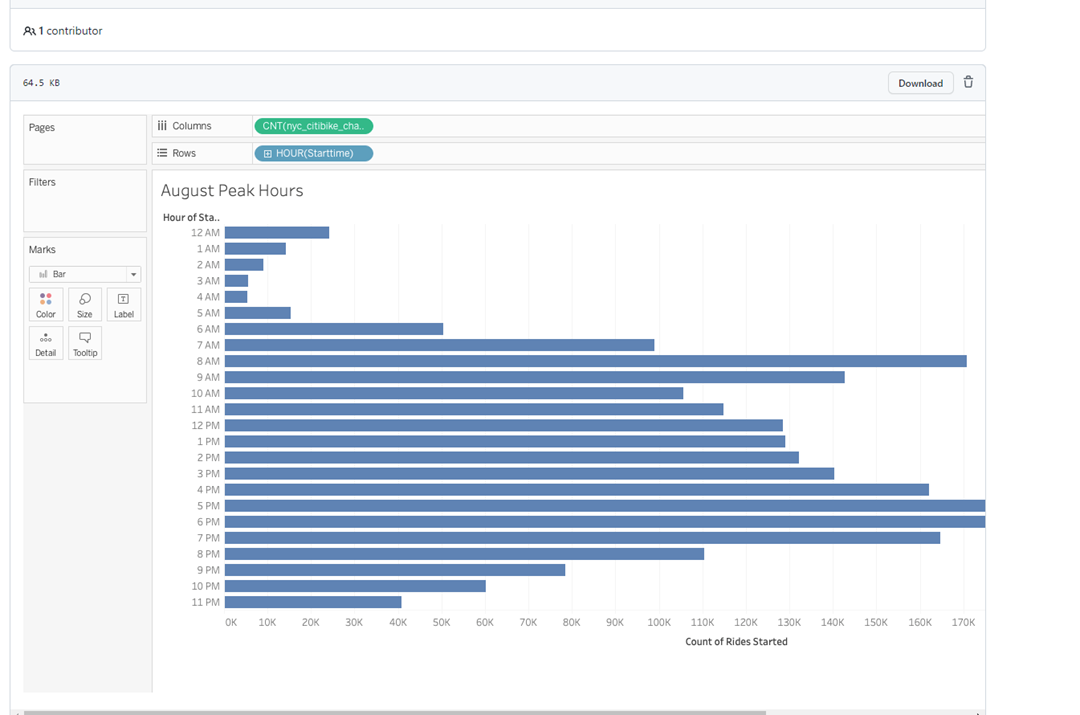 1 contributor
64.5 KB
Download
Pages
Columns
CNT(nyc_citibike_cha..
Rows
HOUR(Starttime)
Filters
August Peak Hours
Marks
Bar
Color
Size
Label
Detail
Tooltip
Hour of Sta..
12 AM
1 AM
2 AM
3 AM
4 AM
5 AM
6 AM
7 AM
8 AM
9 AM
10 AM
11 AM
12 PM
1 PM
2 PM
3 PM
4 PM
5 PM
6 PM
7 PM
8 PM
9 PM
10 PM
11 PM
0K 10K 20K 30K 40K 50K 60K 70K 80K 90K 100K 110K 120K 130K 140K 150K 160K 170K
Count of Rides Started